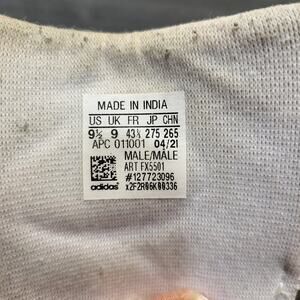 MADE IN INDIA
US UK FR JP CHN
9½ 9 43⅓ 275 265
APC 011001 04/21
MALE/MALE
ART FX5501
#127723096
adidas x2F2R06K00336